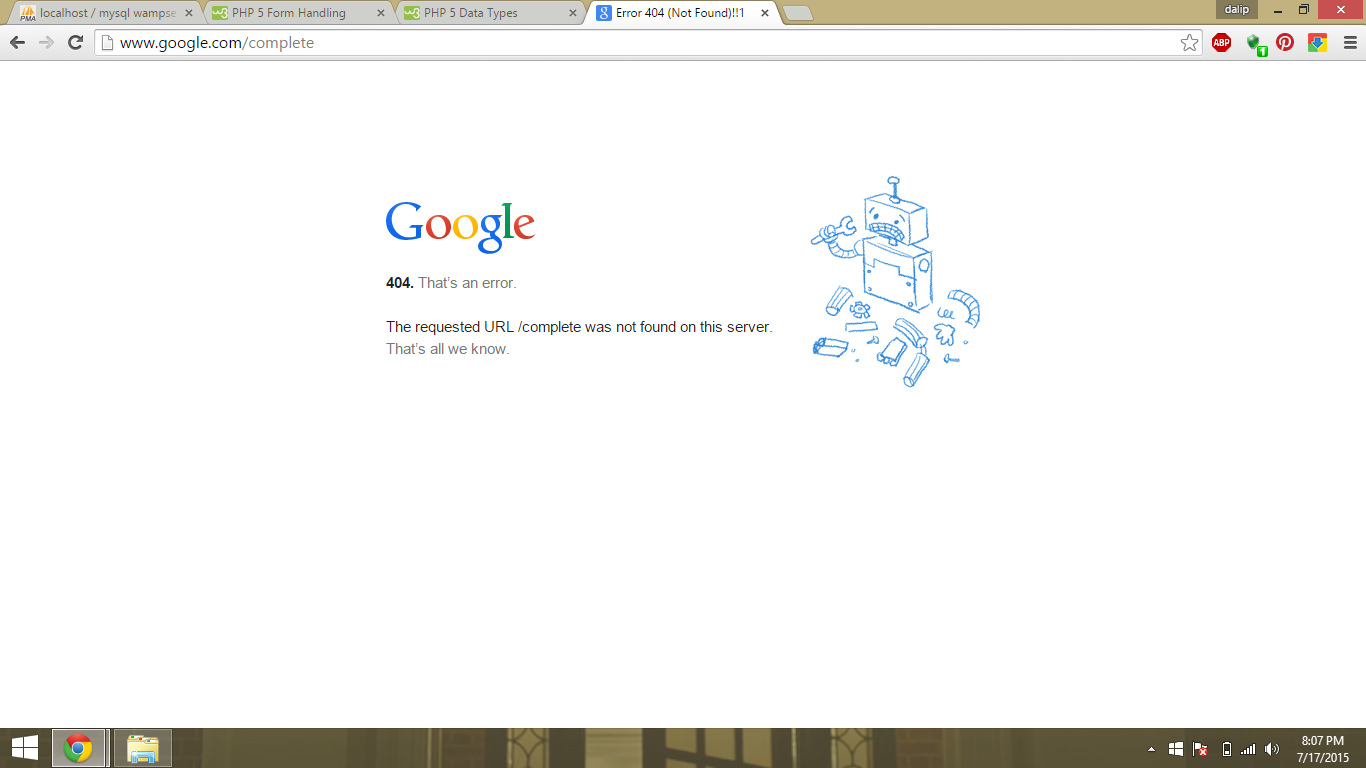 localhost / mysql wampse
PHP 5 Form Handling
PHP 5 Data Types
Error 404 (Not Found)!!1
dalip
www.google.com/complete
ABP
1
Google
404. That's an error.
The requested URL /complete was not found on this server.
That's all we know.
8:07 PM
7/17/2015
PMA